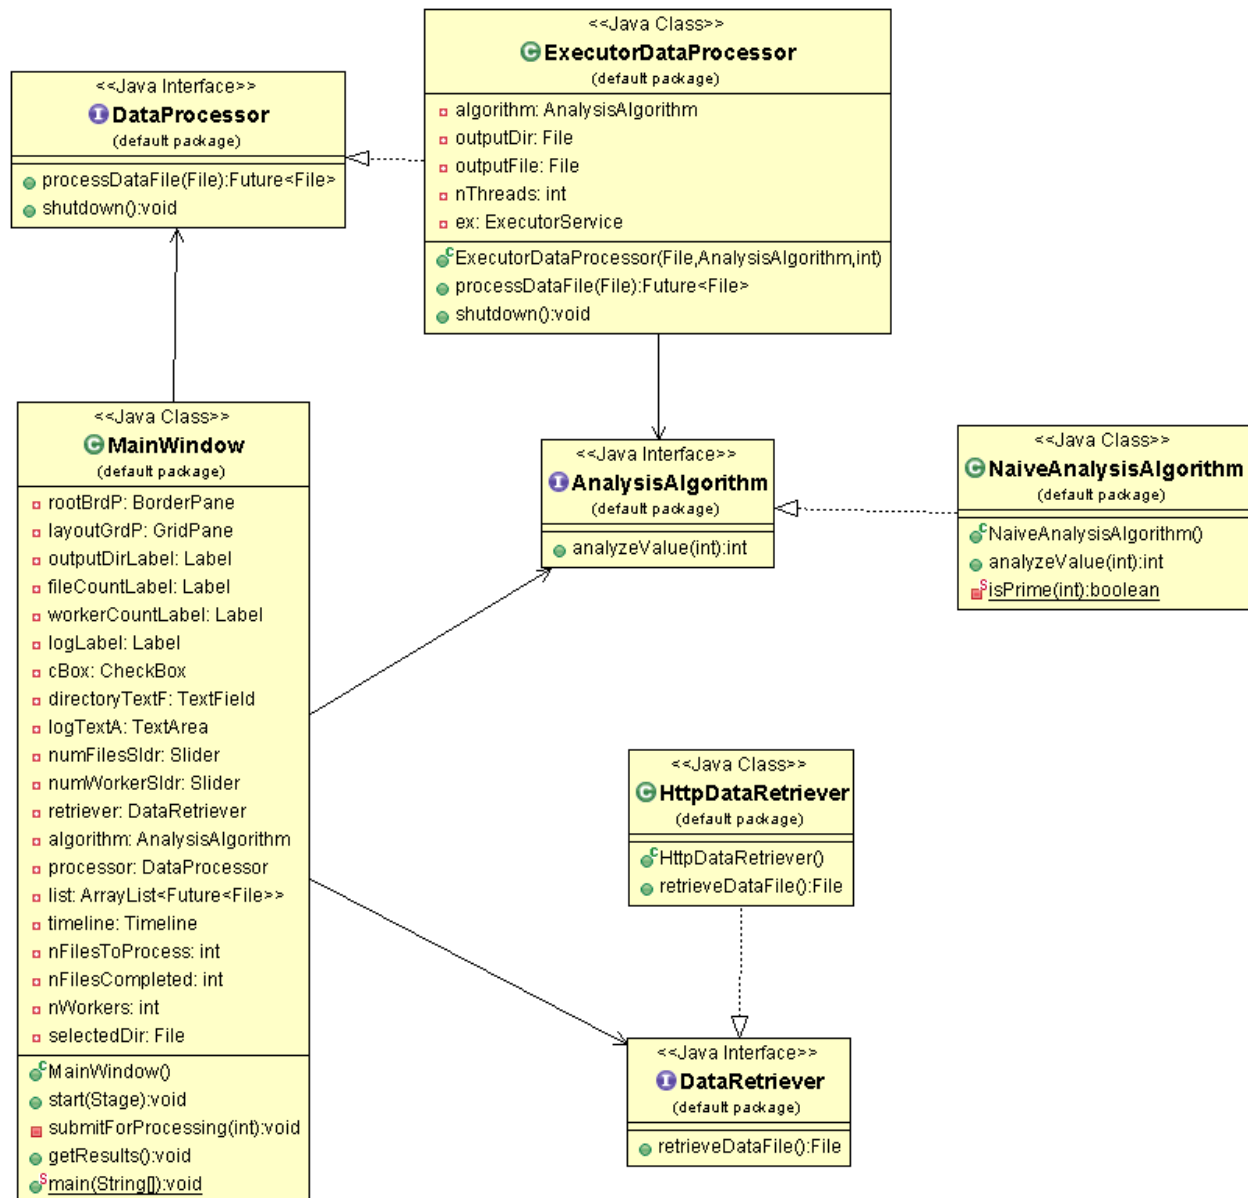 <<Java Class>>
ExecutorDataProcessor
(default package)
algorithm: AnalysisAlgorithm
outputDir: File
outputFile: File
nThreads: int
ex: ExecutorService
ExecutorDataProcessor(File,AnalysisAlgorithm,int)
processDataFile(File):Future<File>
shutdown():void
<<Java Interface>>
DataProcessor
(default package)
processDataFile(File):Future<File>
shutdown():void
<<Java Class>>
MainWindow
(default package)
rootBrdP: BorderPane
layoutGrdP: GridPane
outputDirLabel: Label
fileCountLabel: Label
workerCountLabel: Label
logLabel: Label
cBox: CheckBox
directoryTextF: TextField
logTextA: TextArea
numFilesSldr: Slider
numWorkerSldr: Slider
retriever: DataRetriever
algorithm: AnalysisAlgorithm
processor: DataProcessor
list: ArrayList<Future<File>>
timeline: Timeline
nFilesToProcess: int
nFilesCompleted: int
nWorkers: int
selectedDir: File
MainWindow()
start(Stage):void
submitForProcessing(int):void
getResults():void
main(String[]):void
<<Java Interface>>
AnalysisAlgorithm
(default package)
analyzeValue(int):int
<<Java Class>>
NaiveAnalysisAlgorithm
(default package)
NaiveAnalysisAlgorithm()
analyzeValue(int):int
isPrime(int):boolean
<<Java Class>>
HttpDataRetriever
(default package)
HttpDataRetriever()
retrieveDataFile():File
<<Java Interface>>
DataRetriever
(default package)
retrieveDataFile():File